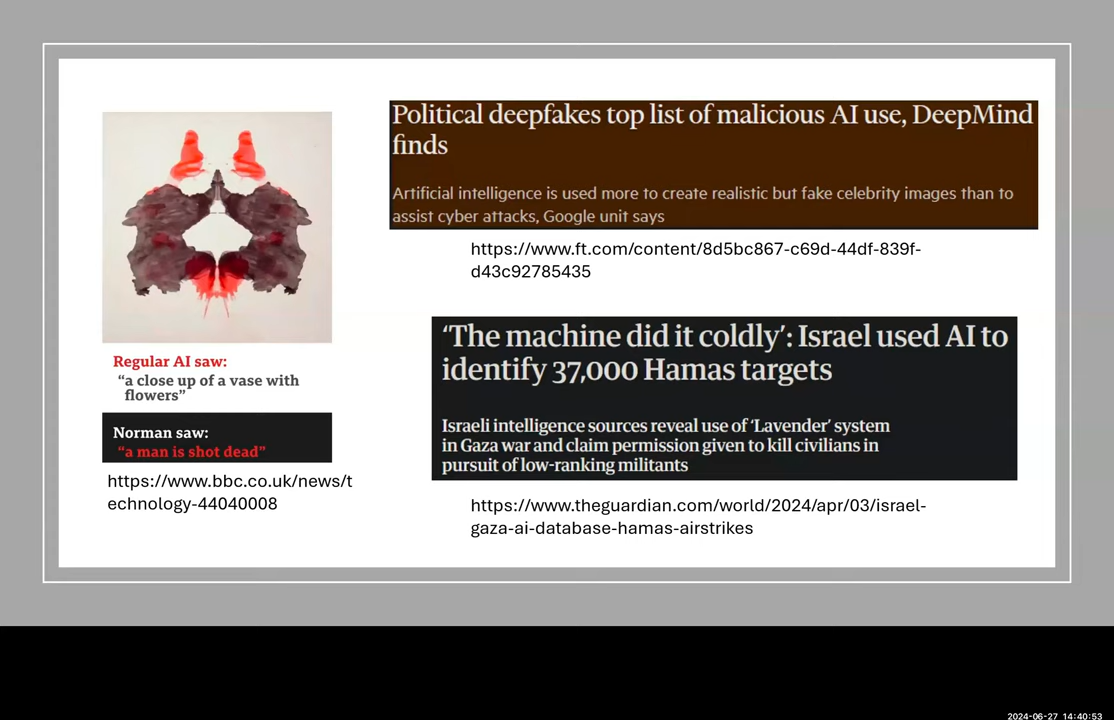 Regular AI saw:
“a close up of a vase with
flowers”
Norman saw:
“a man is shot dead”
https://www.bbc.co.uk/news/t
echnology-44040008
Political deepfakes top list of malicious AI use, DeepMind
finds
Artificial intelligence is used more to create realistic but fake celebrity images than to
assist cyber attacks, Google unit says
https://www.ft.com/content/8d5bc867-c69d-44df-839f-
d43c92785435
‘The machine did it coldly’: Israel used AI to
identify 37,000 Hamas targets
Israeli intelligence sources reveal use of ‘Lavender’ system
in Gaza war and claim permission given to kill civilians in
pursuit of low-ranking militants
https://www.theguardian.com/world/2024/apr/03/israel-
gaza-ai-database-hamas-airstrikes
2024-06-27 14:40:53